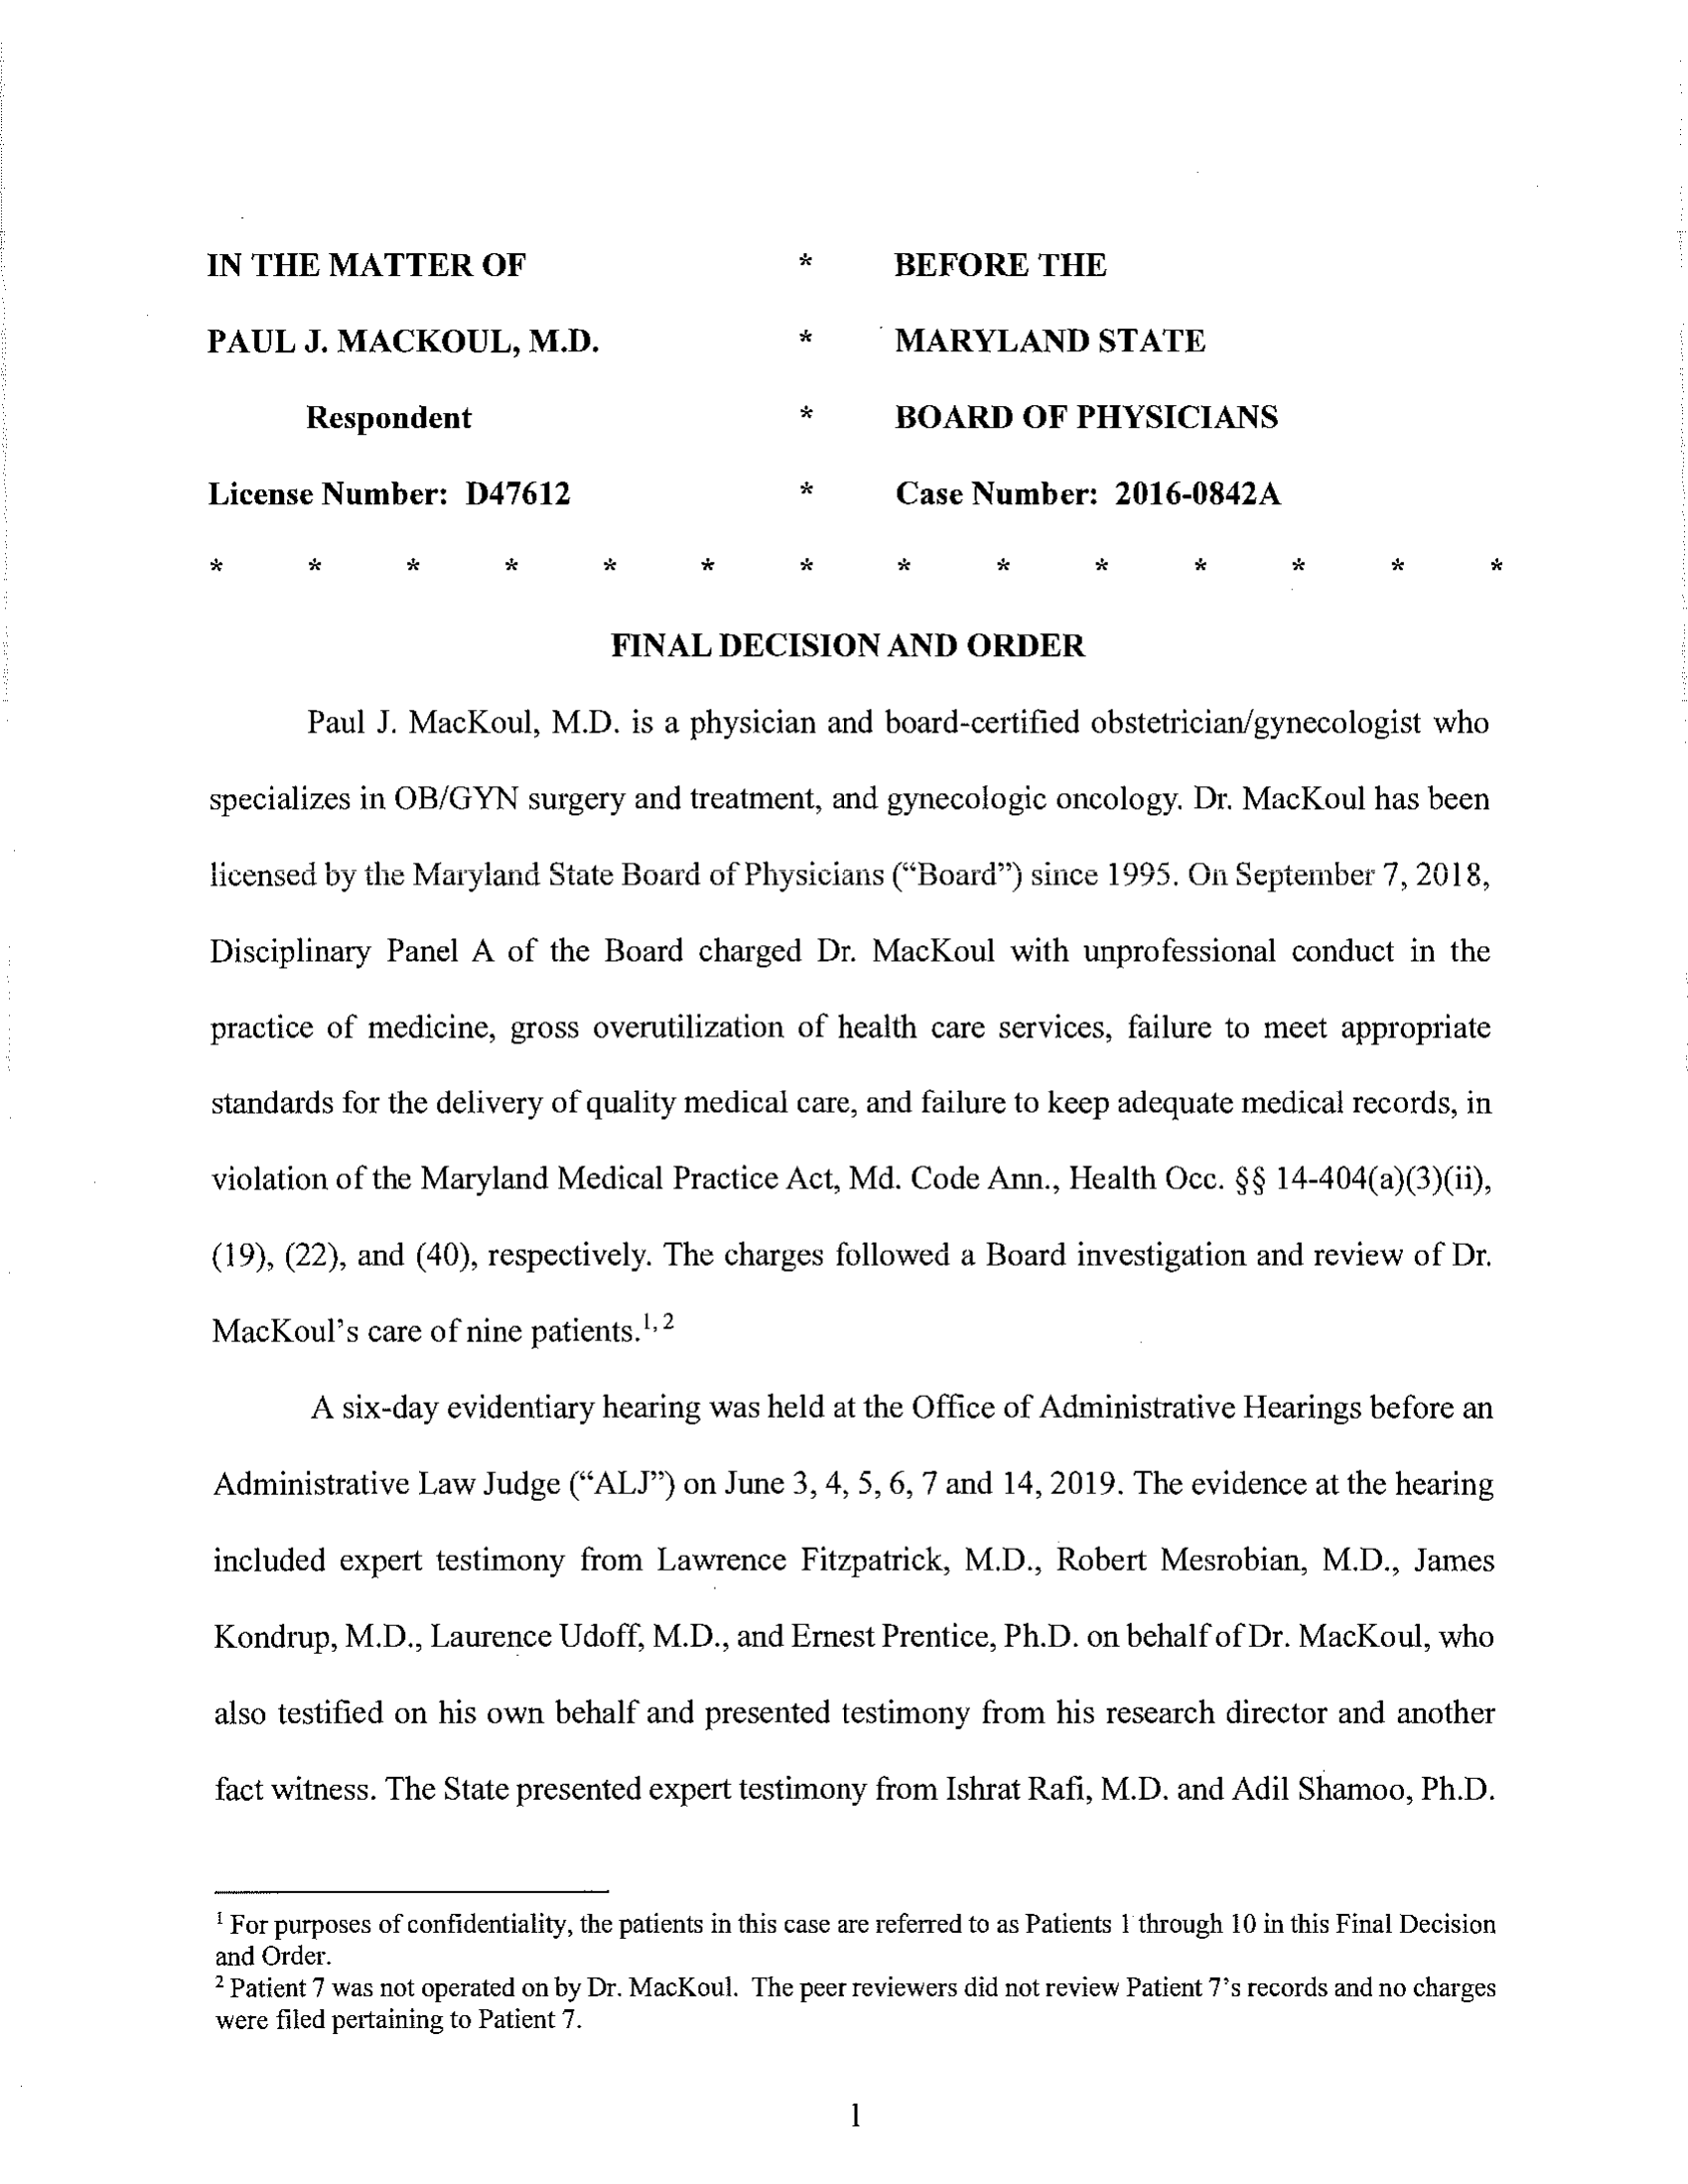 IN THE MATTER OF * BEFORE THE
PAUL J. MACKOUL, M.D. * MARYLAND STATE
Respondent * BOARD OF PHYSICIANS
License Number: D47612 * Case Number: 2016-0842A
* * * * * * * * * * * * * *
FINAL DECISION AND ORDER
Paul J. MacKoul, M.D. is a physician and board-certified obstetrician/gynecologist who
specializes in OB/GYN surgery and treatment, and gynecologic oncology. Dr. MacKoul has been
licensed by the Maryland State Board of Physicians (“Board”) since 1995. On September 7, 2018,
Disciplinary Panel A of the Board charged Dr. MacKoul with unprofessional conduct in the
practice of medicine, gross overutilization of health care services, failure to meet appropriate
standards for the delivery of quality medical care, and failure to keep adequate medical records, in
violation of the Maryland Medical Practice Act, Md. Code Ann., Health Occ. §§ 14-404(a)(3)(ii),
(19), (22), and (40), respectively. The charges followed a Board investigation and review of Dr.
MacKoul’s care of nine patients.1, 2
A six-day evidentiary hearing was held at the Office of Administrative Hearings before an
Administrative Law Judge (“ALJ”) on June 3, 4, 5, 6, 7 and 14, 2019. The evidence at the hearing
included expert testimony from Lawrence Fitzpatrick, M.D., Robert Mesrobian, M.D., James
Kondrup, M.D., Laurence Udoff, M.D., and Ernest Prentice, Ph.D. on behalf of Dr. MacKoul, who
also testified on his own behalf and presented testimony from his research director and another
fact witness. The State presented expert testimony from Ishrat Rafi, M.D. and Adil Shamoo, Ph.D.
1 For purposes of confidentiality, the patients in this case are referred to as Patients 1 through 10 in this Final Decision
and Order.
2 Patient 7 was not operated on by Dr. MacKoul. The peer reviewers did not review Patient 7’s records and no charges
were filed pertaining to Patient 7.
1